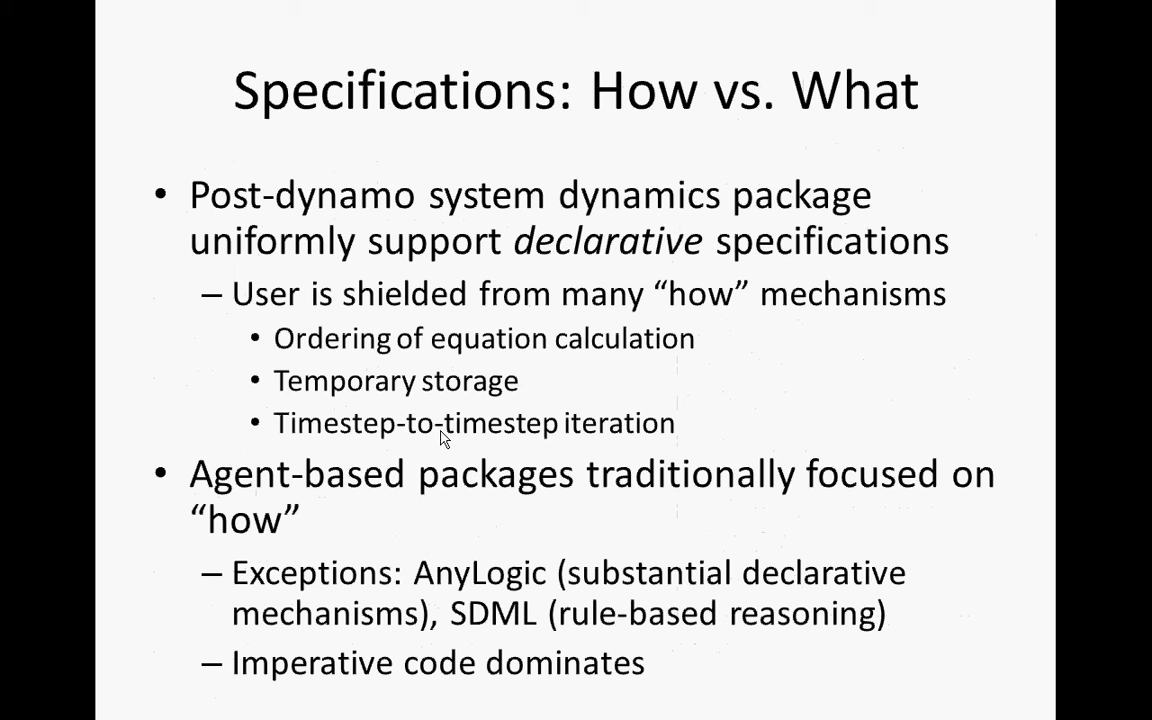 Specifications: How vs. What
• Post-dynamo system dynamics package
uniformly support declarative specifications
– User is shielded from many “how” mechanisms
• Ordering of equation calculation
• Temporary storage
• Timestep-to-timestep iteration
• Agent-based packages traditionally focused on
“how”
– Exceptions: AnyLogic (substantial declarative
mechanisms), SDML (rule-based reasoning)
– Imperative code dominates